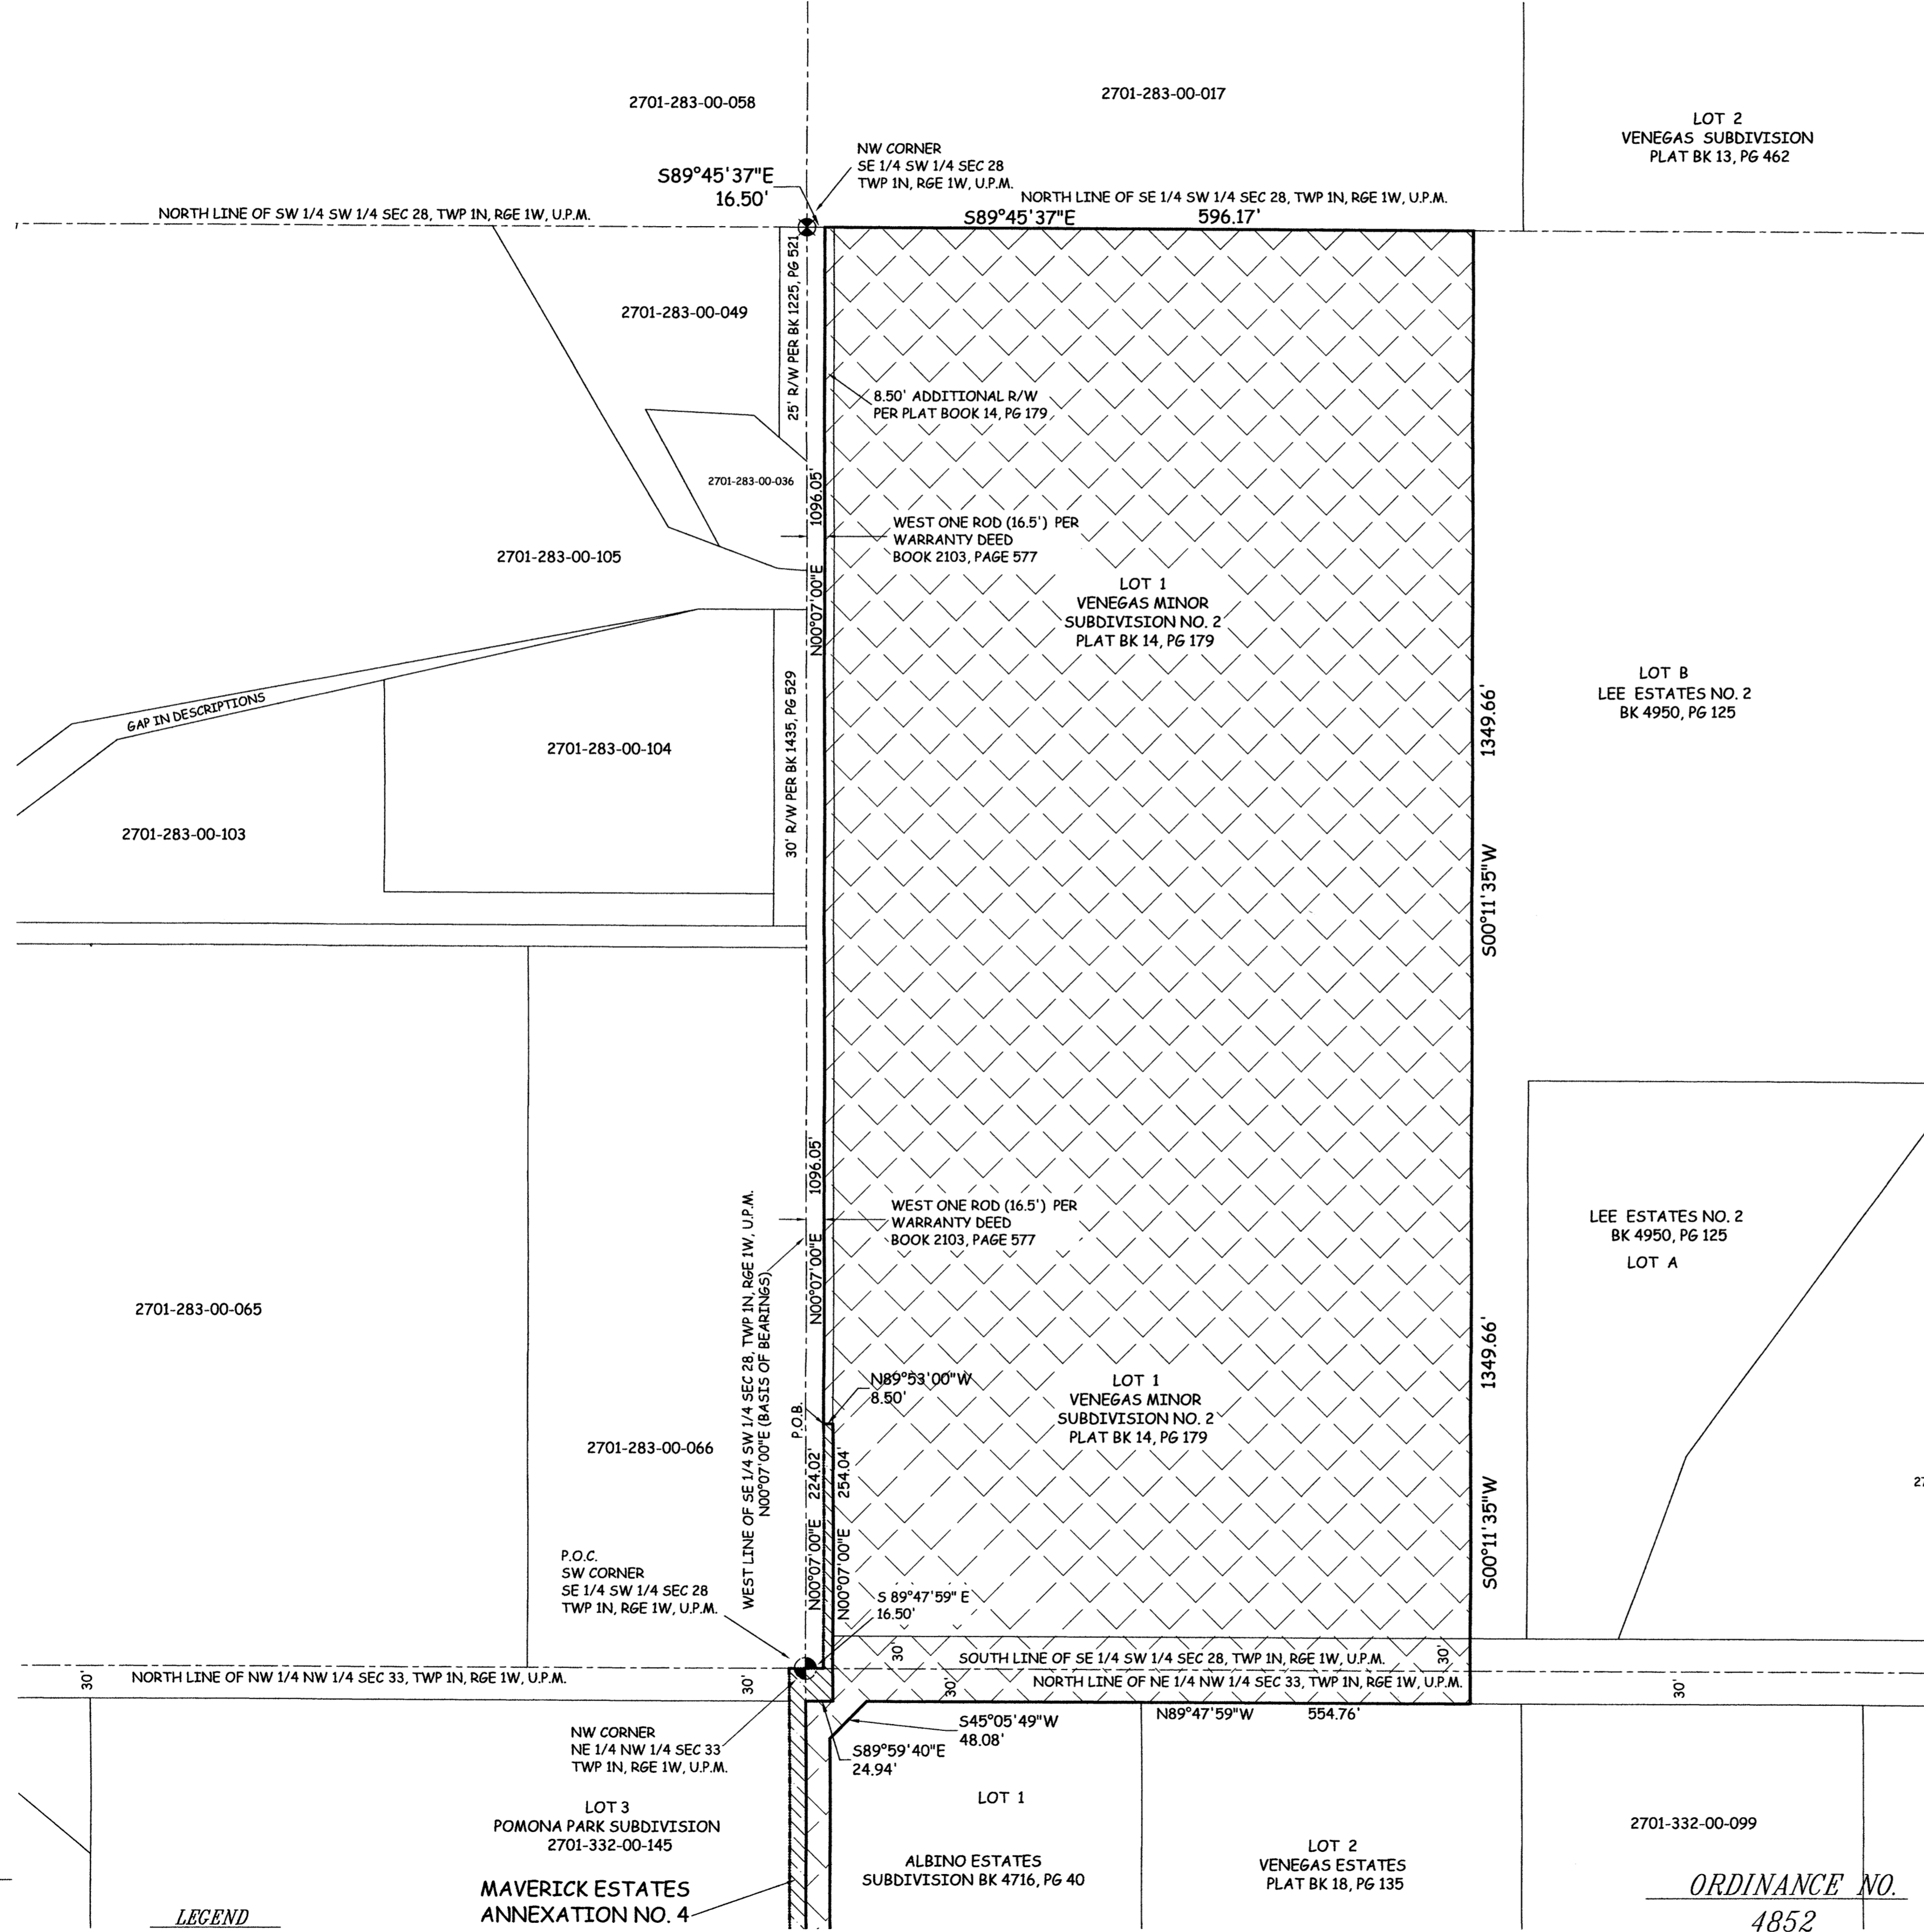 2701-283-00-058
2701-283-00-017
LOT 2
VENEGAS SUBDIVISION
PLAT BK 13, PG 462
NW CORNER
SE 1/4 SW 1/4 SEC 28
TWP 1N, RGE 1W, U.P.M.
S89°45'37"E
16.50'
NORTH LINE OF SW 1/4 SW 1/4 SEC 28, TWP 1N, RGE 1W, U.P.M.
NORTH LINE OF SE 1/4 SW 1/4 SEC 28, TWP 1N, RGE 1W, U.P.M.
S89°45'37"E 596.17'
25' R/W PER BK 1225, PG 521
2701-283-00-049
8.50' ADDITIONAL R/W
PER PLAT BOOK 14, PG 179
2701-283-00-036
N00°07'00"E 1096.05'
WEST ONE ROD (16.5') PER
WARRANTY DEED
BOOK 2103, PAGE 577
2701-283-00-105
LOT 1
VENEGAS MINOR
SUBDIVISION NO. 2
PLAT BK 14, PG 179
GAP IN DESCRIPTIONS
2701-283-00-104
30' R/W PER BK 1435, PG 529
2701-283-00-103
S00°11'35"W 1349.66'
LOT B
LEE ESTATES NO. 2
BK 4950, PG 125
N00°07'00"E 1096.05'
WEST ONE ROD (16.5') PER
WARRANTY DEED
BOOK 2103, PAGE 577
LEE ESTATES NO. 2
BK 4950, PG 125
LOT A
2701-283-00-065
WEST LINE OF SE 1/4 SW 1/4 SEC 28, TWP 1N, RGE 1W, U.P.M.
N00°07'00"E (BASIS OF BEARINGS)
N89°53'00"W
8.50'
P.O.B.
LOT 1
VENEGAS MINOR
SUBDIVISION NO. 2
PLAT BK 14, PG 179
S00°11'35"W 1349.66'
2701-283-00-066
N00°07'00"E 224.02'
N00°07'00"E 254.04'
27
P.O.C.
SW CORNER
SE 1/4 SW 1/4 SEC 28
TWP 1N, RGE 1W, U.P.M.
S 89°47'59" E
16.50'
30'
30'
SOUTH LINE OF SE 1/4 SW 1/4 SEC 28, TWP 1N, RGE 1W, U.P.M.
30'
NORTH LINE OF NW 1/4 NW 1/4 SEC 33, TWP 1N, RGE 1W, U.P.M.
30'
30'
NORTH LINE OF NE 1/4 NW 1/4 SEC 33, TWP 1N, RGE 1W, U.P.M.
30'
N89°47'59"W 554.76'
S45°05'49"W
48.08'
NW CORNER
NE 1/4 NW 1/4 SEC 33
TWP 1N, RGE 1W, U.P.M.
S89°59'40"E
24.94'
LOT 3
POMONA PARK SUBDIVISION
2701-332-00-145
LOT 1
ALBINO ESTATES
SUBDIVISION BK 4716, PG 40
LOT 2
VENEGAS ESTATES
PLAT BK 18, PG 135
2701-332-00-099
MAVERICK ESTATES
ANNEXATION NO. 4
LEGEND
ORDINANCE NO.
4852